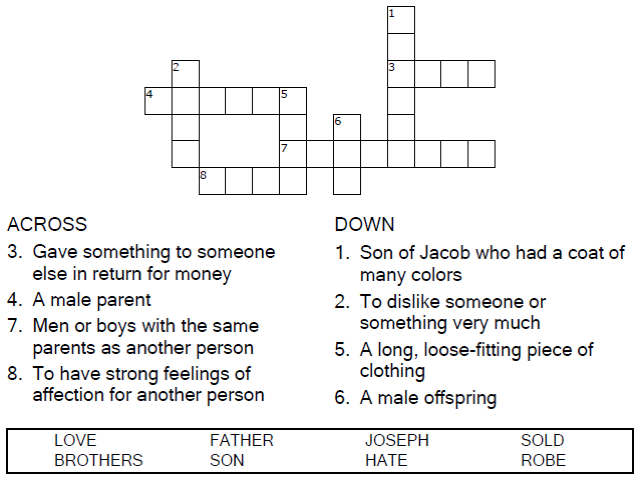 1
2
3
4
5
6
7
8
ACROSS
3. Gave something to someone
else in return for money
4. A male parent
7. Men or boys with the same
parents as another person
8. To have strong feelings of
affection for another person
DOWN
1. Son of Jacob who had a coat of
many colors
2. To dislike someone or
something very much
5. A long, loose-fitting piece of
clothing
6. A male offspring
LOVE FATHER JOSEPH SOLD
BROTHERS SON HATE ROBE